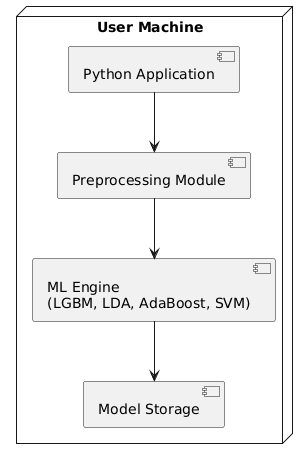 User Machine
Python Application
Preprocessing Module
ML Engine
(LGBM, LDA, AdaBoost, SVM)
Model Storage